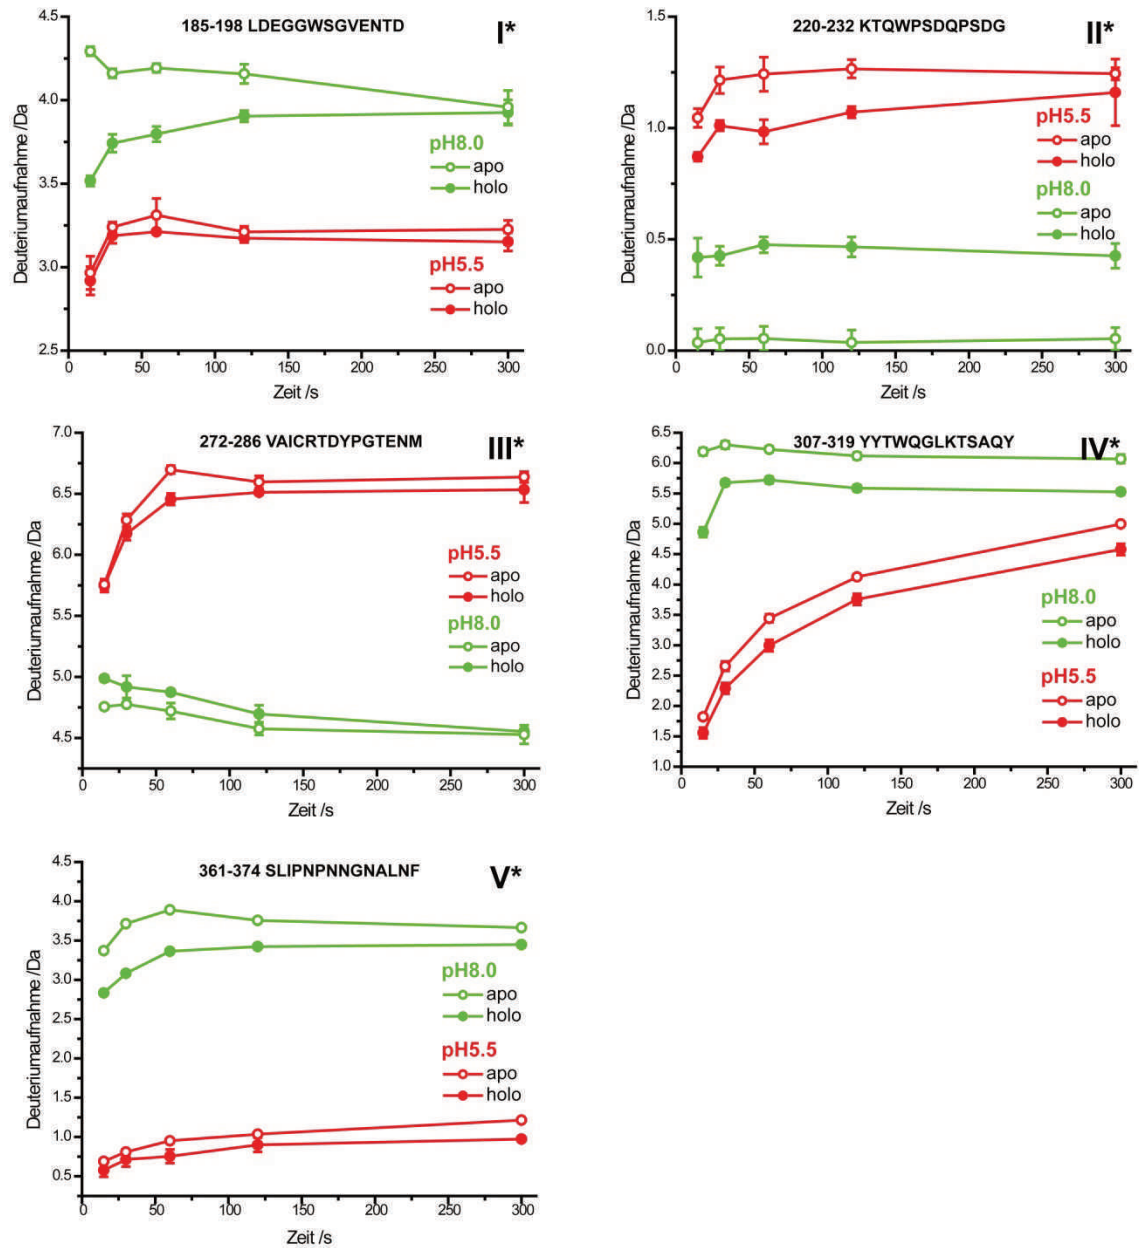 185-198 LDEGGWSGVENTD
I*
4.5
4.0
3.5
3.0
2.5
Deuteriumaufnahme /Da
pH8.0
apo
holo
pH5.5
apo
holo
0 50 100 150 200 250 300
Zeit /s
220-232 KTQWPSDQPSDG
II*
1.5
1.0
0.5
0.0
Deuteriumaufnahme /Da
pH5.5
apo
holo
pH8.0
apo
holo
0 50 100 150 200 250 300
Zeit /s
272-286 VAICRTDYPGTENM
III*
7.0
6.5
6.0
5.5
5.0
4.5
Deuteriumaufnahme /Da
pH5.5
apo
holo
pH8.0
apo
holo
0 50 100 150 200 250 300
Zeit /s
307-319 YYTWQGLKTSAQY
IV*
6.5
6.0
5.5
5.0
4.5
4.0
3.5
3.0
2.5
2.0
1.5
1.0
Deuteriumaufnahme /Da
pH8.0
apo
holo
pH5.5
apo
holo
0 50 100 150 200 250 300
Zeit /s
361-374 SLIPNPNNGNALNF
V*
4.5
4.0
3.5
3.0
2.5
2.0
1.5
1.0
0.5
Deuteriumaufnahme /Da
pH8.0
apo
holo
pH5.5
apo
holo
0 50 100 150 200 250 300
Zeit /s